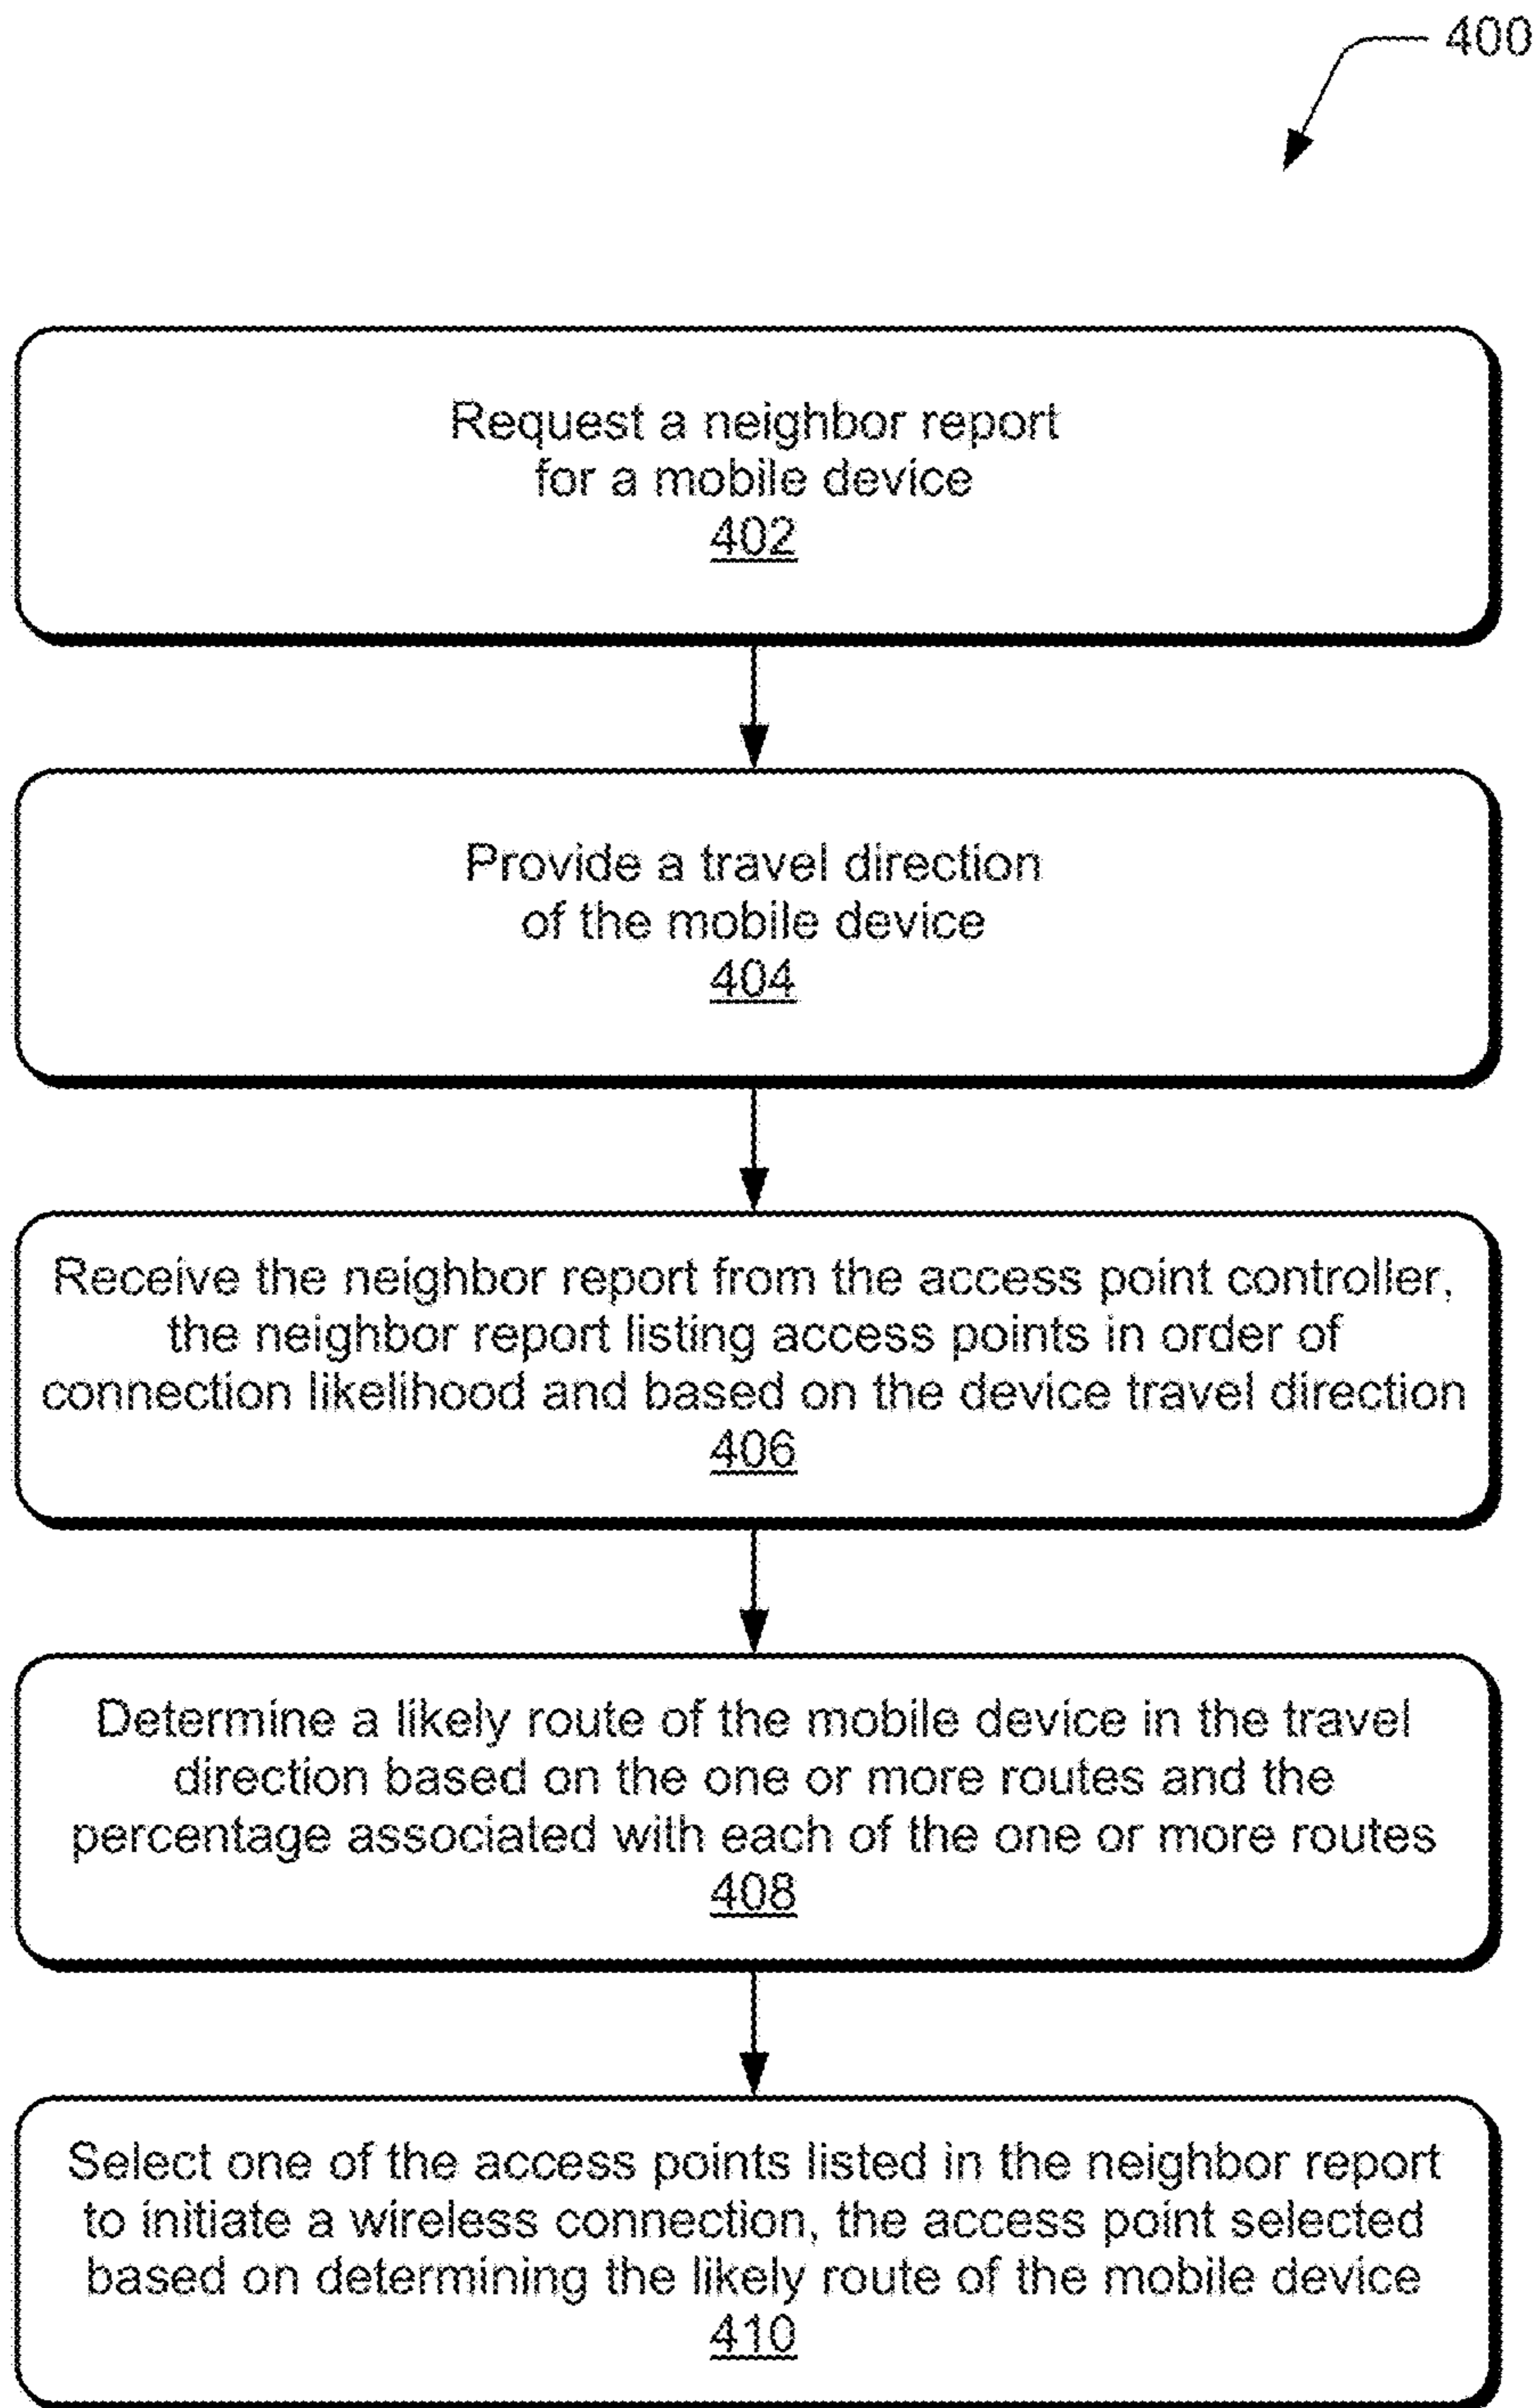 400
Request a neighbor report
for a mobile device
402
Provide a travel direction
of the mobile device
404
Receive the neighbor report from the access point controller,
the neighbor report listing access points in order of
connection likelihood and based on the device travel direction
406
Determine a likely route of the mobile device in the travel
direction based on the one or more routes and the
percentage associated with each of the one or more routes
408
Select one of the access points listed in the neighbor report
to initiate a wireless connection, the access point selected
based on determining the likely route of the mobile device
410